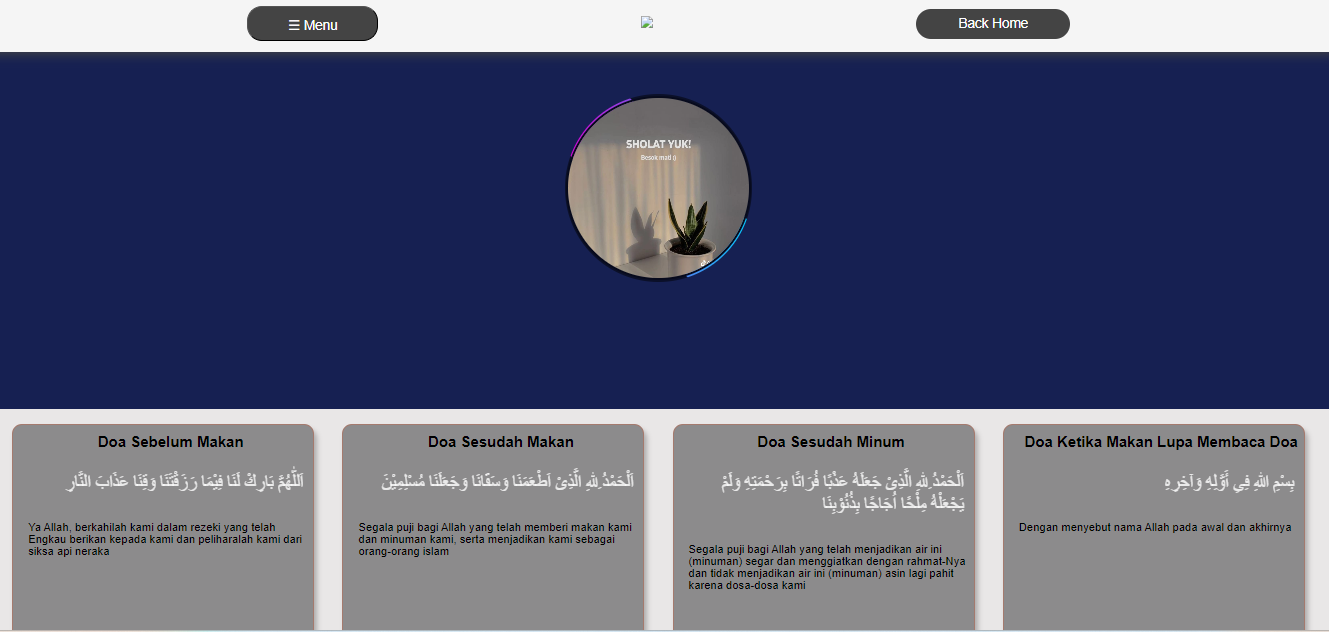 ☰ Menu
Back Home
SHOLAT YUK!
Besok mati :)
Doa Sebelum Makan
اَللّٰهُمَّ بَارِكْ لَنَا فِيْمَا رَزَقْتَنَا وَقِنَا عَذَابَ النَّارِ
Ya Allah, berkahilah kami dalam rezeki yang telah
Engkau berikan kepada kami dan peliharalah kami dari
siksa api neraka
Doa Sesudah Makan
اَلْحَمْدُ ِللهِ الَّذِىْ اَطْعَمَنَا وَسَقَانَا وَجَعَلَنَا مُسْلِمِيْنَ
Segala puji bagi Allah yang telah memberi makan kami
dan minuman kami, serta menjadikan kami sebagai
orang-orang islam
Doa Sesudah Minum
اَلْحَمْدُ ِللهِ الَّذِىْ جَعَلَهُ عَذْبًا فُرَاتًا بِرَحْمَتِهِ وَلَمْ
يَجْعَلْهُ مِلْحًا اُجَاجًا بِذُنُوْبِنَا
Segala puji bagi Allah yang telah menjadikan air ini
(minuman) segar dan menggiatkan dengan rahmat-Nya
dan tidak menjadikan air ini (minuman) asin lagi pahit
karena dosa-dosa kami
Doa Ketika Makan Lupa Membaca Doa
بِسْمِ اللهِ فِي أَوَّلِهِ وَآخِرِهِ
Dengan menyebut nama Allah pada awal dan akhirnya